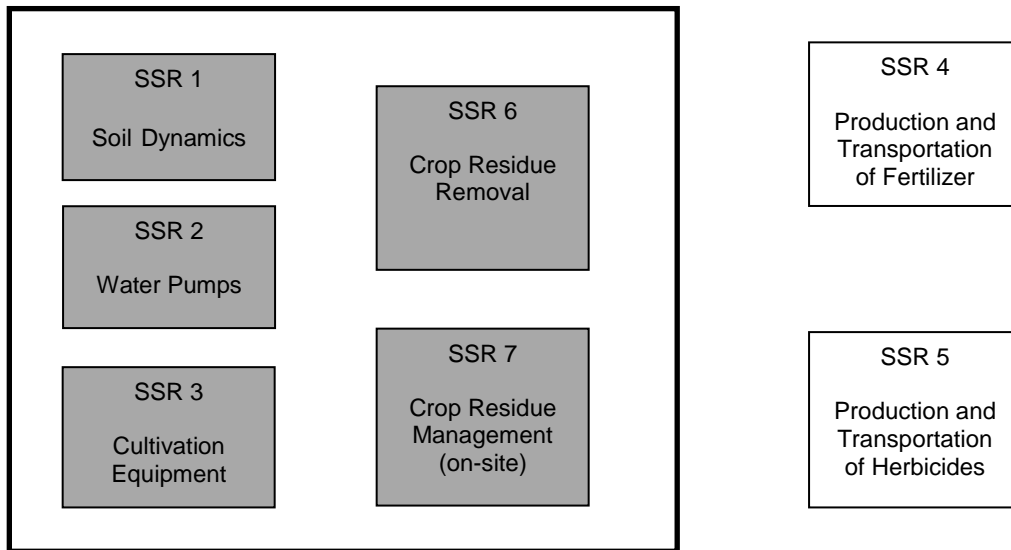 SSR 1
Soil Dynamics
SSR 2
Water Pumps
SSR 3
Cultivation
Equipment
SSR 6
Crop Residue
Removal
SSR 7
Crop Residue
Management
(on-site)
SSR 4
Production and
Transportation
of Fertilizer
SSR 5
Production and
Transportation
of Herbicides